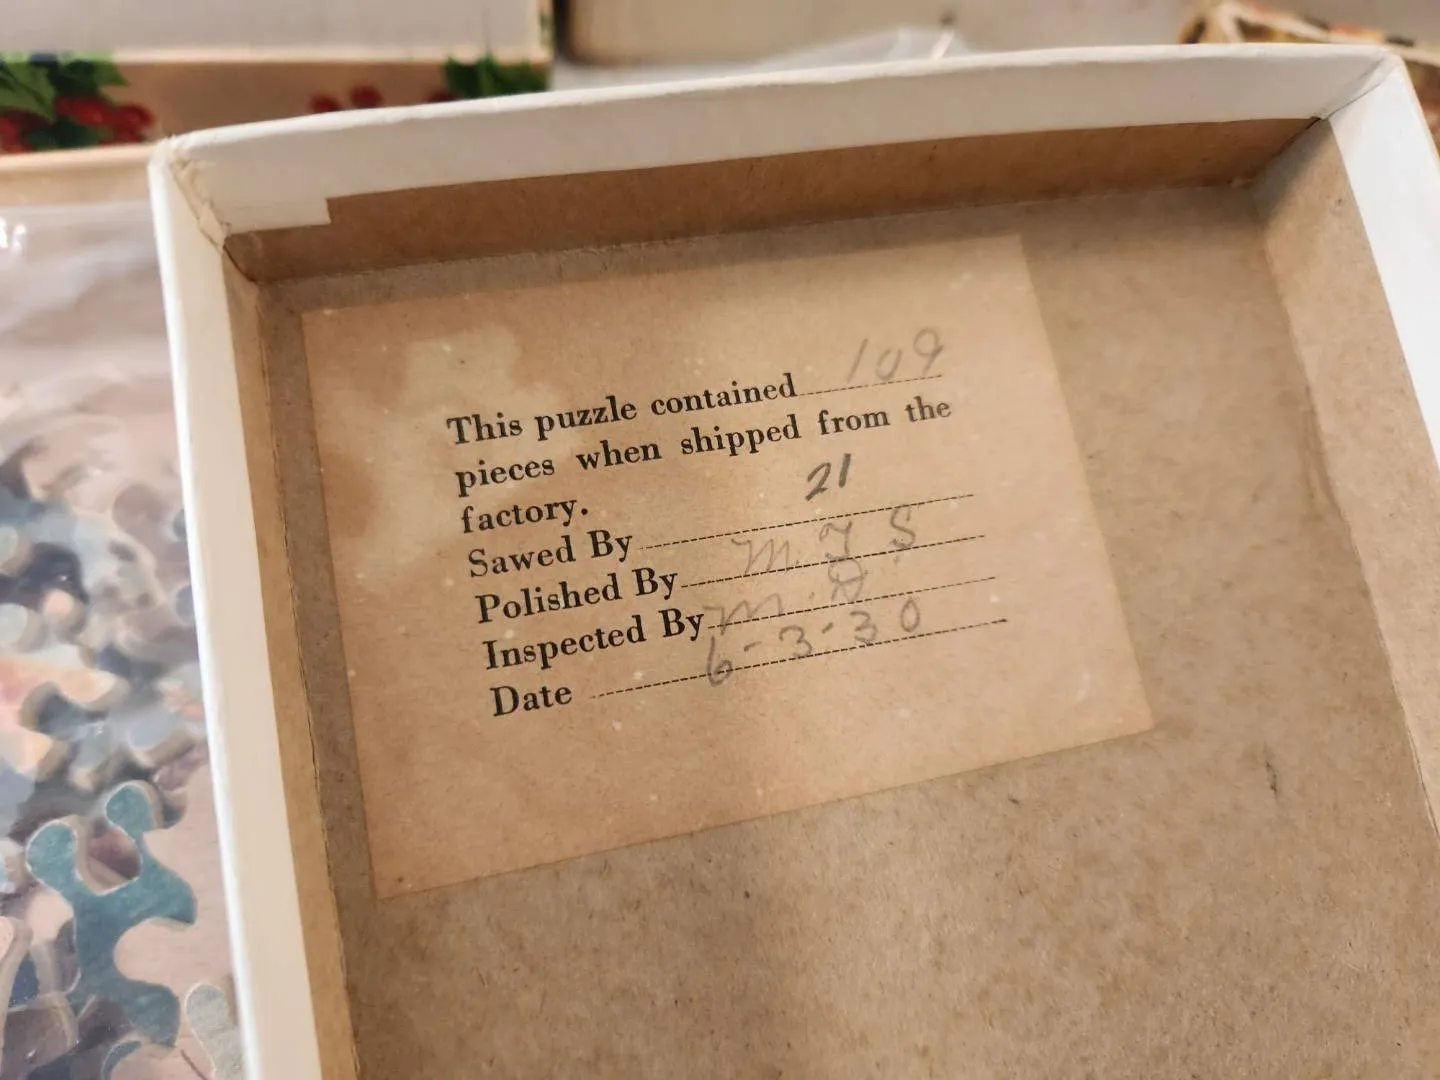 This puzzle contained 109
pieces when shipped from the
factory.
Sawed By 21
Polished By M. J S
Inspected By M. D
Date 6-3-30